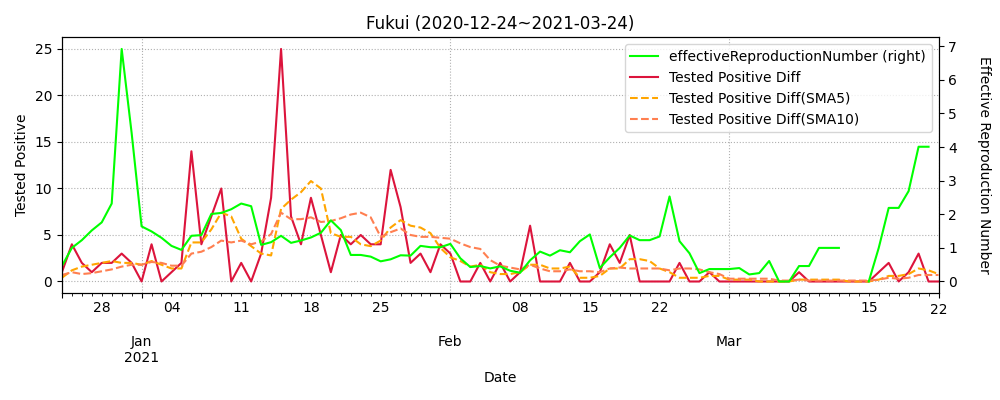 Fukui (2020-12-24~2021-03-24)
effectiveReproductionNumber (right)
Tested Positive Diff
Tested Positive Diff(SMA5)
Tested Positive Diff(SMA10)
Tested Positive
25
20
15
10
5
0
Effective Reproduction Number
7
6
5
4
3
2
1
0
28 04 11 18 25 08 15 22 08 15 22
Jan Feb Mar
2021
Date